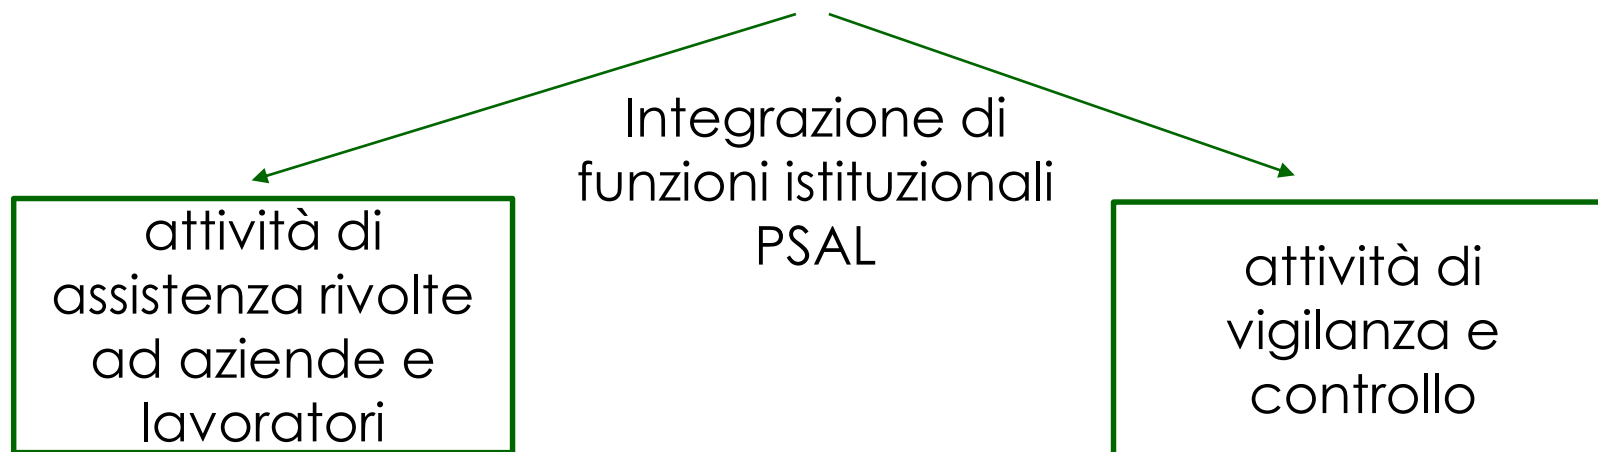 Integrazione di
funzioni istituzionali
PSAL
attività di
assistenza rivolte
ad aziende e
lavoratori
attività di
vigilanza e
controllo